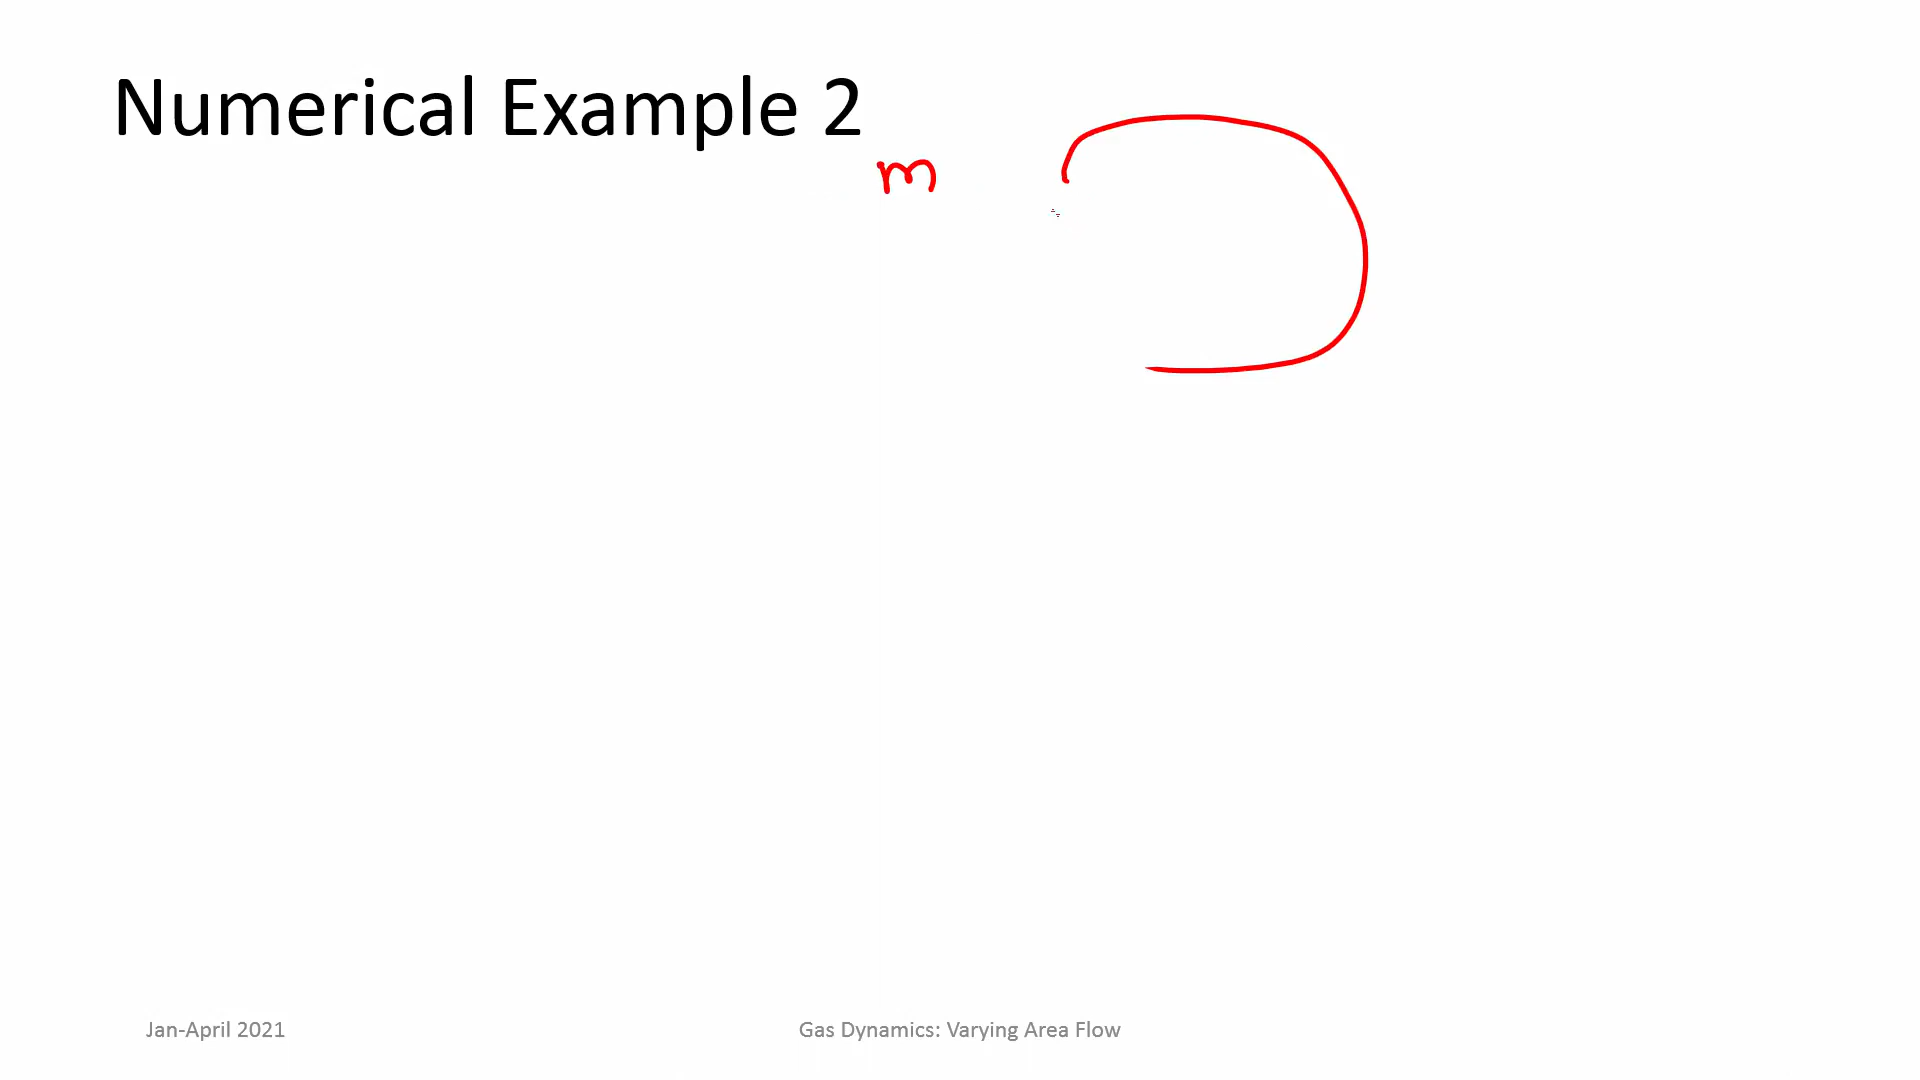 Numerical Example 2
m
Jan-April 2021
Gas Dynamics: Varying Area Flow